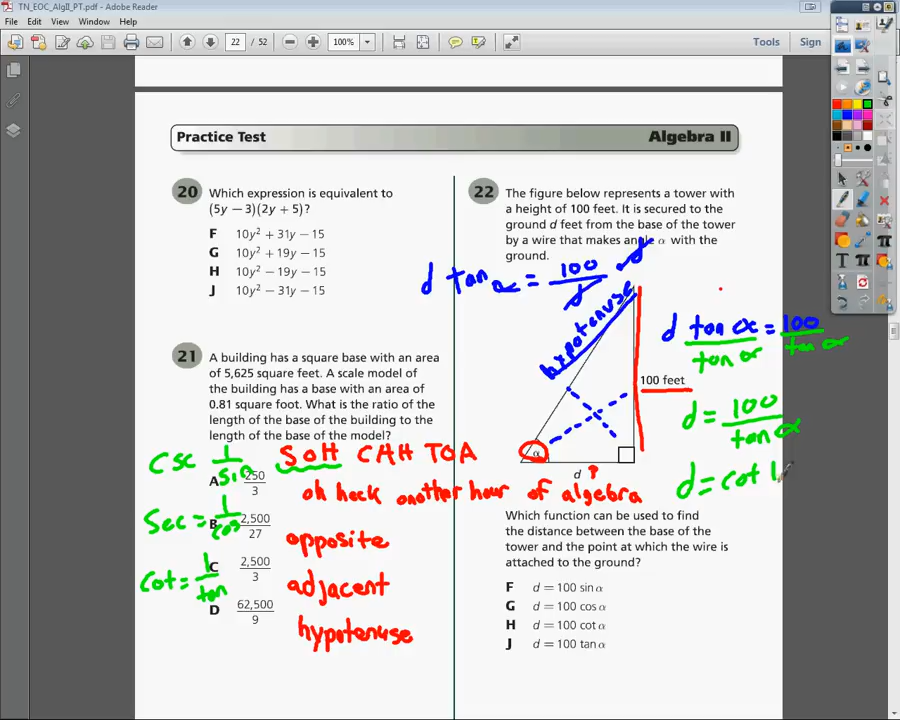 TN_EOC_AlgII_PT.pdf - Adobe Reader
File Edit View Window Help
22 / 52
100%
Tools Sign
Practice Test Algebra II
20 Which expression is equivalent to
(5y − 3)(2y + 5)?
F 10y² + 31y − 15
G 10y² + 19y − 15
H 10y² − 19y − 15
J 10y² − 31y − 15
21 A building has a square base with an area
of 5,625 square feet. A scale model of
the building has a base with an area of
0.81 square foot. What is the ratio of the
length of the base of the building to the
length of the base of the model?
A 250/3
B 2,500/27
C 2,500/3
D 62,500/9
Csc 1/sin
Sec = 1/cos
Cot = 1/tan
SOH CAH TOA
oh heck another hour of algebra
opposite
adjacent
hypotenuse
22 The figure below represents a tower with
a height of 100 feet. It is secured to the
ground d feet from the base of the tower
by a wire that makes angle α with the
ground.
d tan α = 100/d · d
hypotenuse
100 feet
α
d ?
d tan α = 100
tan α tan α
d = 100/tan α
d = cot 1
Which function can be used to find
the distance between the base of the
tower and the point at which the wire is
attached to the ground?
F d = 100 sin α
G d = 100 cos α
H d = 100 cot α
J d = 100 tan α